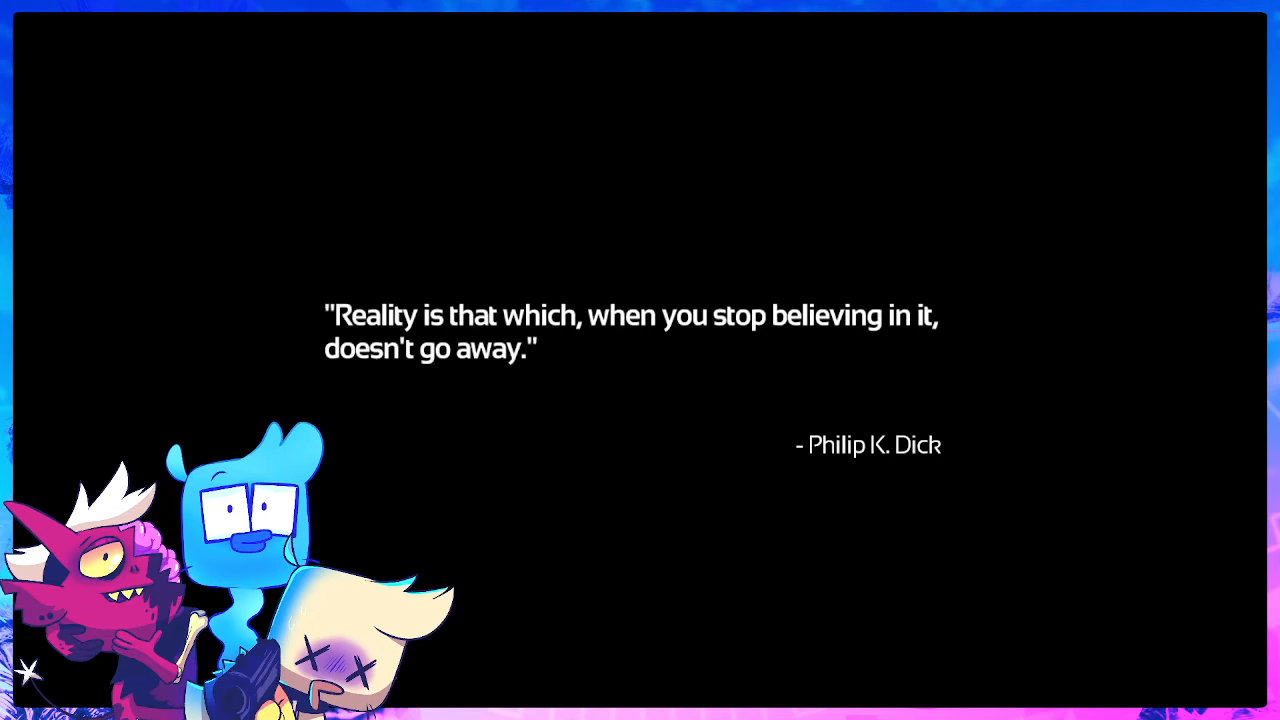 "Reality is that which, when you stop believing in it,
doesn't go away."
- Philip K. Dick